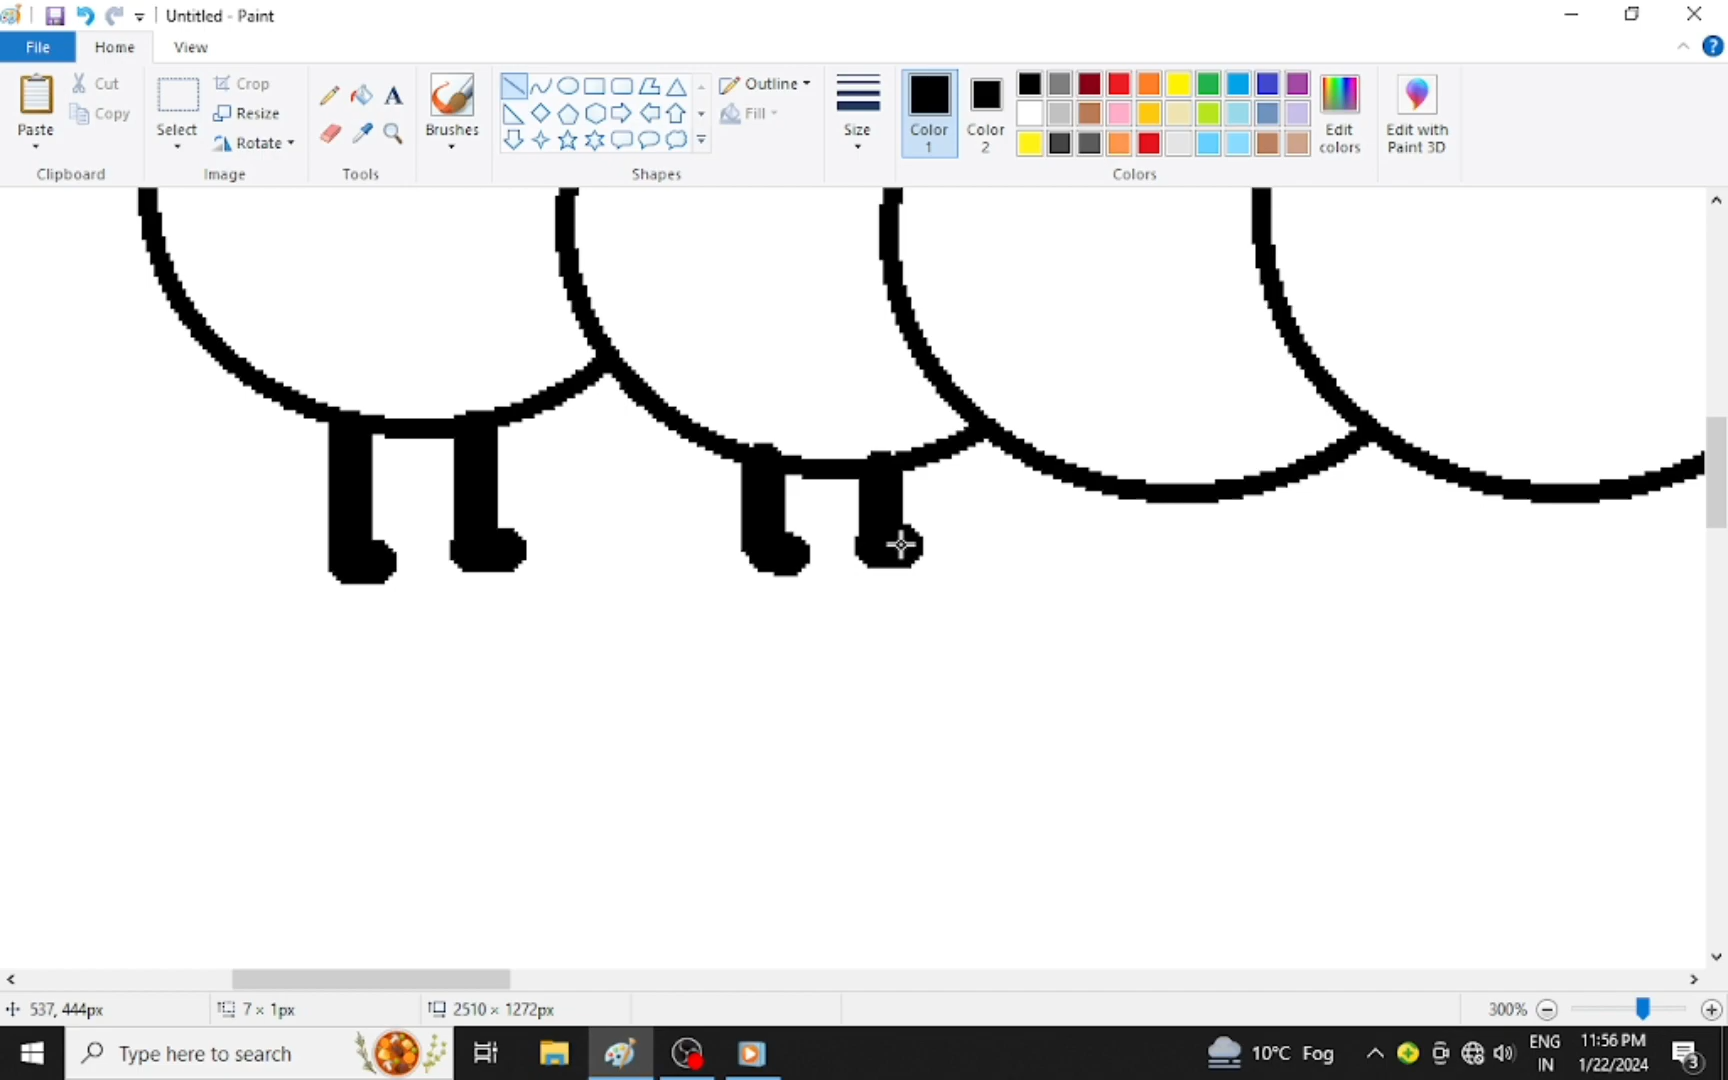 Untitled - Paint
File Home View
Paste
Cut
Copy
Clipboard
Select
Crop
Resize
Rotate
Image
A
Tools
Brushes
Shapes
Outline
Fill
Size
Color 1
Color 2
Colors
Edit colors
Edit with Paint 3D
537, 444px
7 × 1px
2510 × 1272px
300%
Type here to search
10°C Fog
ENG
IN
11:56 PM
1/22/2024
3